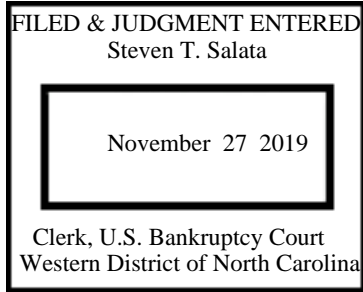 FILED & JUDGMENT ENTERED
Steven T. Salata
November 27 2019
Clerk, U.S. Bankruptcy Court
Western District of North Carolina